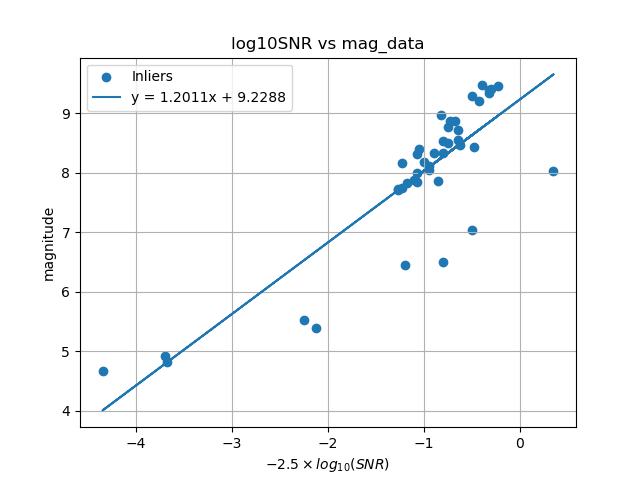 log10SNR vs mag_data
Inliers
y = 1.2011x + 9.2288
9
8
7
6
5
4
magnitude
−4 −3 −2 −1 0
−2.5 × log₁₀(SNR)